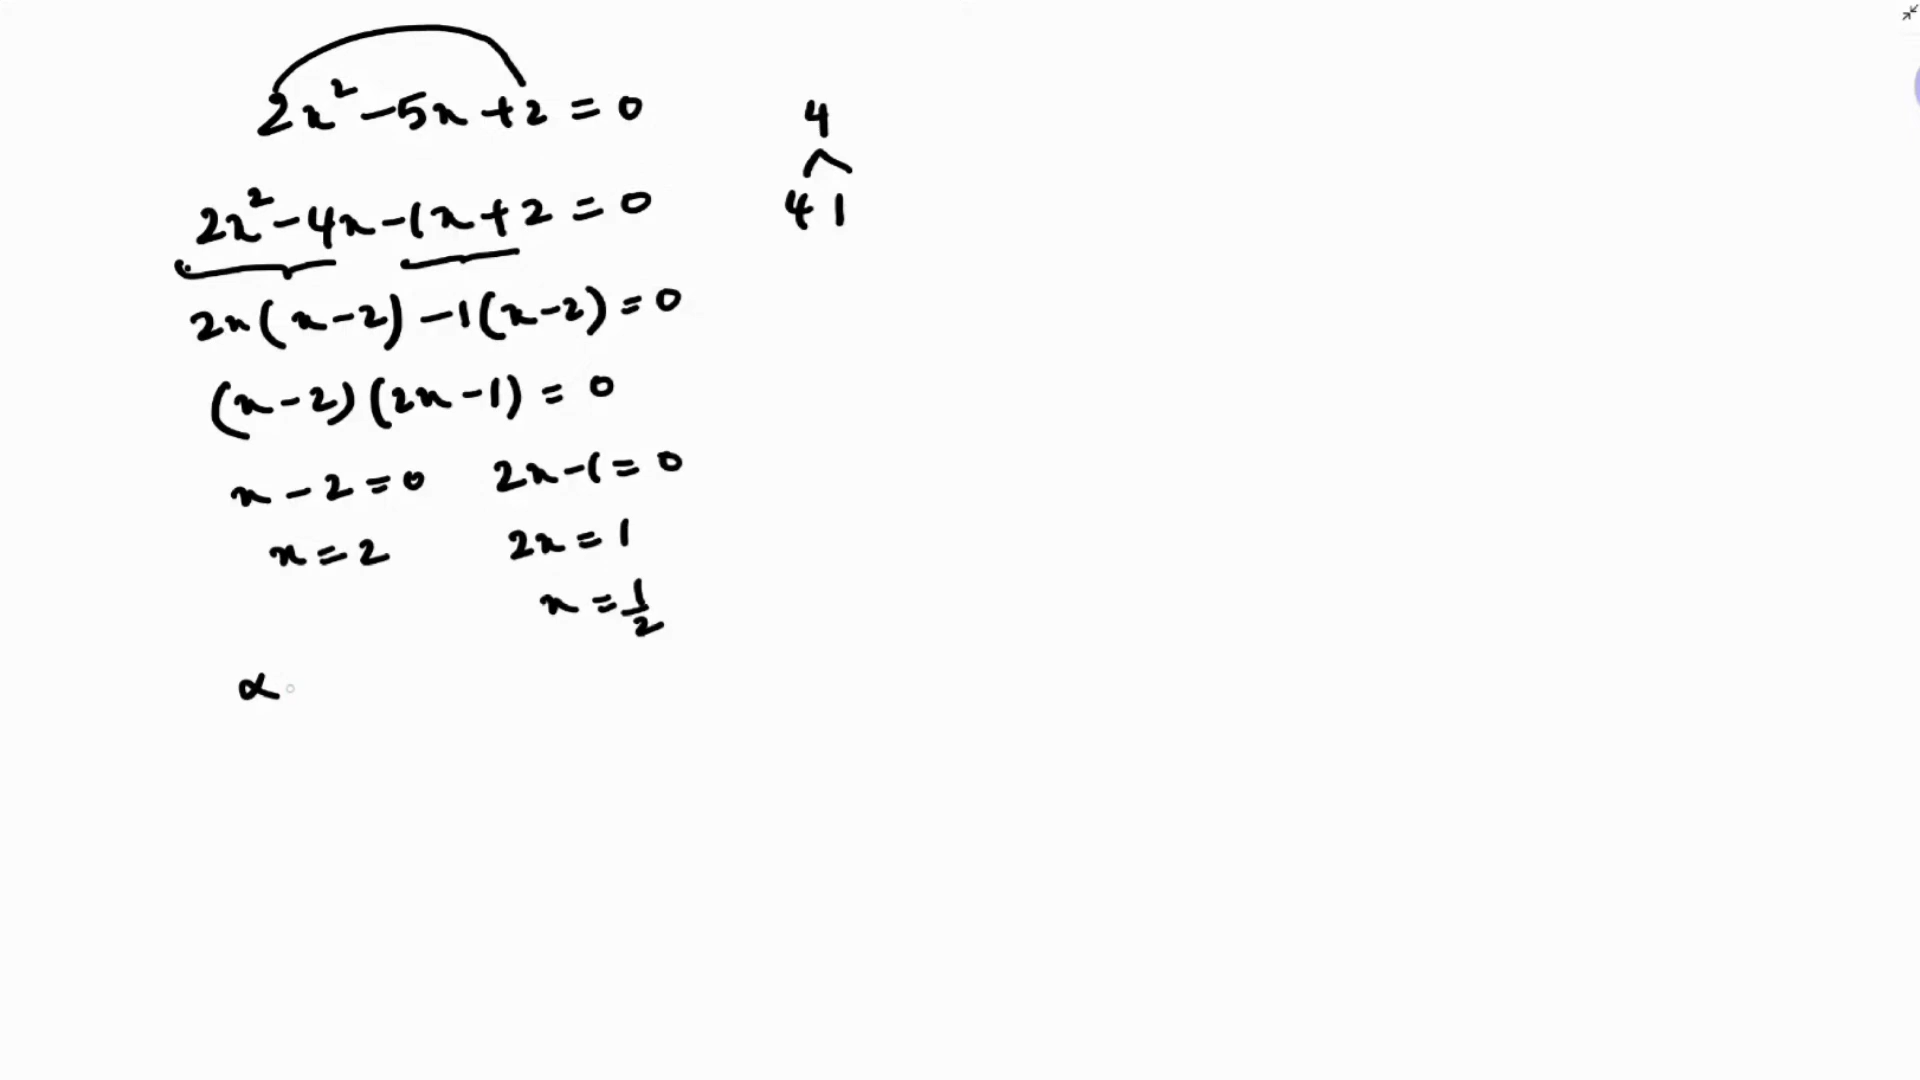 2x² - 5x + 2 = 0
4
2x² - 4x - 1x + 2 = 0
4 1
2x(x - 2) - 1(x - 2) = 0
(x - 2)(2x - 1) = 0
x - 2 = 0 2x - 1 = 0
x = 2 2x = 1
x = 1/2
α